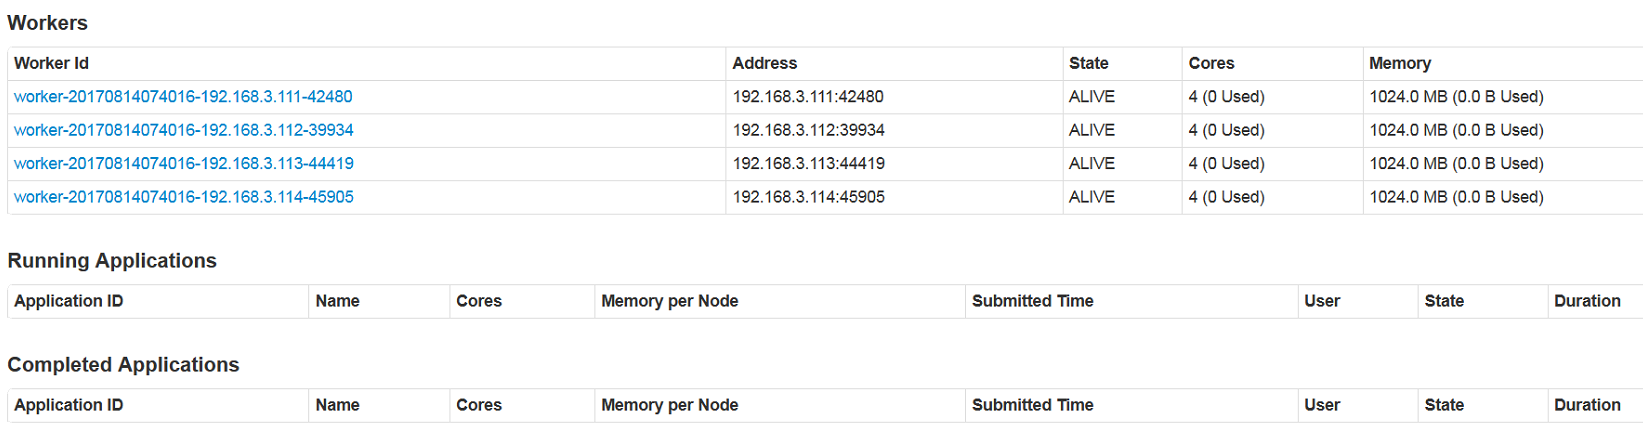 Workers
Worker Id Address State Cores Memory
worker-20170814074016-192.168.3.111-42480 192.168.3.111:42480 ALIVE 4 (0 Used) 1024.0 MB (0.0 B Used)
worker-20170814074016-192.168.3.112-39934 192.168.3.112:39934 ALIVE 4 (0 Used) 1024.0 MB (0.0 B Used)
worker-20170814074016-192.168.3.113-44419 192.168.3.113:44419 ALIVE 4 (0 Used) 1024.0 MB (0.0 B Used)
worker-20170814074016-192.168.3.114-45905 192.168.3.114:45905 ALIVE 4 (0 Used) 1024.0 MB (0.0 B Used)
Running Applications
Application ID Name Cores Memory per Node Submitted Time User State Duration
Completed Applications
Application ID Name Cores Memory per Node Submitted Time User State Duration